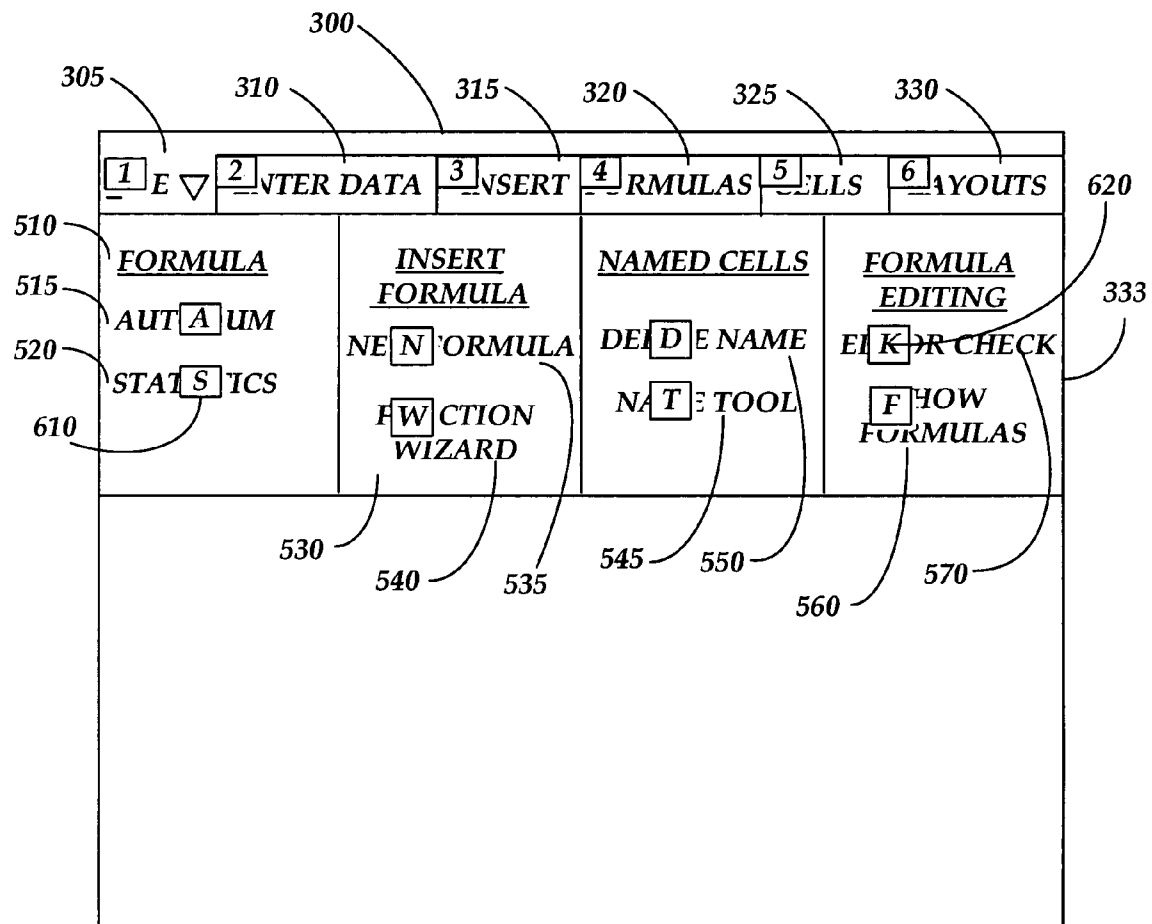 300
305 310 315 320 325 330
1 E 2 NTER DATA 3 NSERT 4 RMULAS 5 ELLS 6 AYOUTS
620
510 FORMULA INSERT FORMULA NAMED CELLS FORMULA EDITING
515 AUT A UM NE N ORMULA DE D E NAME E K OR CHECK 333
520 STAT S TICS F W CTION WIZARD NA T E TOOL F HOW FORMULAS
610
530 540 535 545 550 560 570